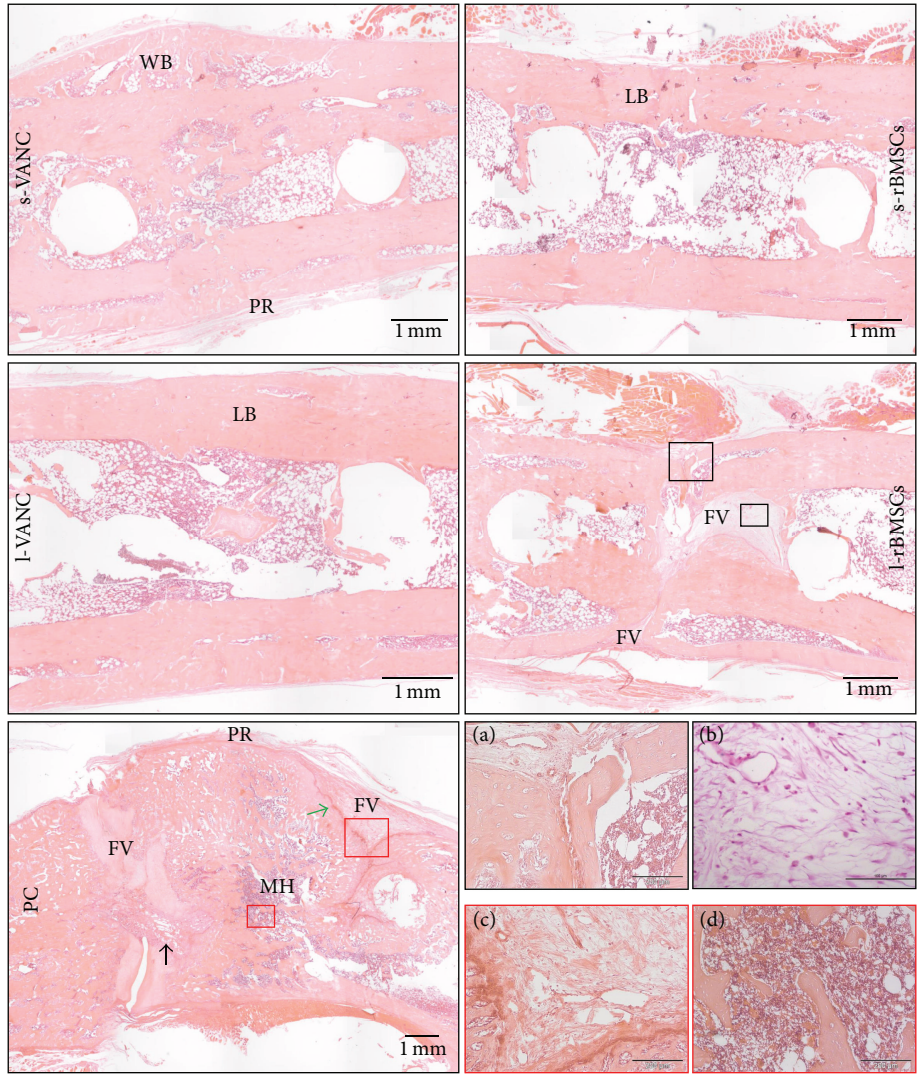 s-VANC
WB
PR
1 mm
LB
s-rBMSCs
1 mm
l-VANC
LB
1 mm
FV
FV
l-rBMSCs
1 mm
PC
PR
FV
FV
MH
1 mm
(a)
(b)
(c)
(d)